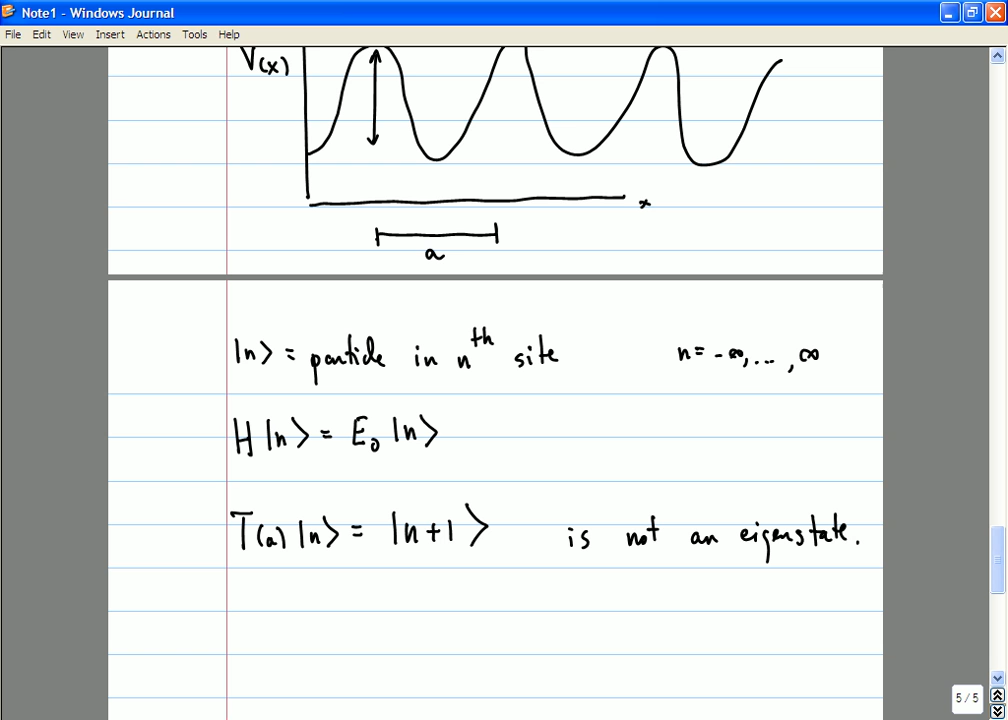 Note1 - Windows Journal
File Edit View Insert Actions Tools Help
V(x)
x
a
|n⟩ = particle in nᵗʰ site n = -∞, ... , ∞
H |n⟩ = E₀ |n⟩
T(a) |n⟩ = |n+1⟩ is not an eigenstate.
5/5